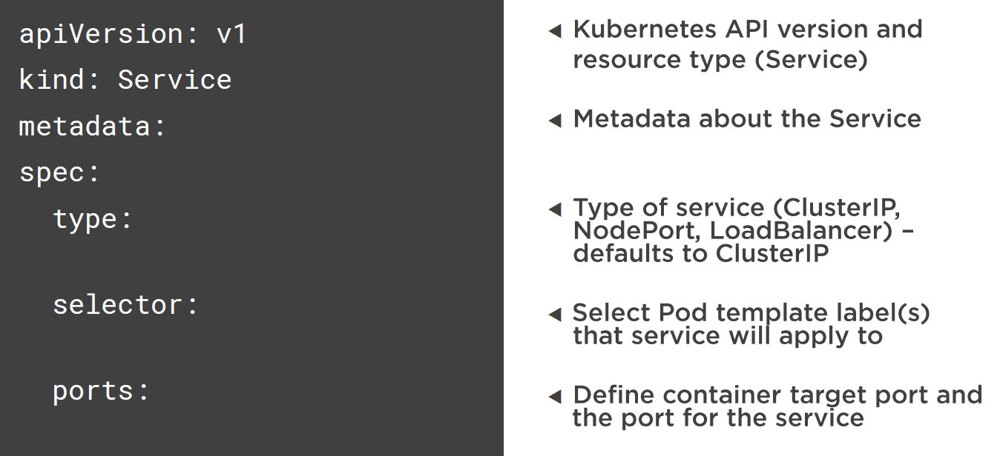 apiVersion: v1
kind: Service
metadata:
spec:
  type:
  selector:
  ports:
◀ Kubernetes API version and
resource type (Service)
◀ Metadata about the Service
◀ Type of service (ClusterIP,
NodePort, LoadBalancer) –
defaults to ClusterIP
◀ Select Pod template label(s)
that service will apply to
◀ Define container target port and
the port for the service